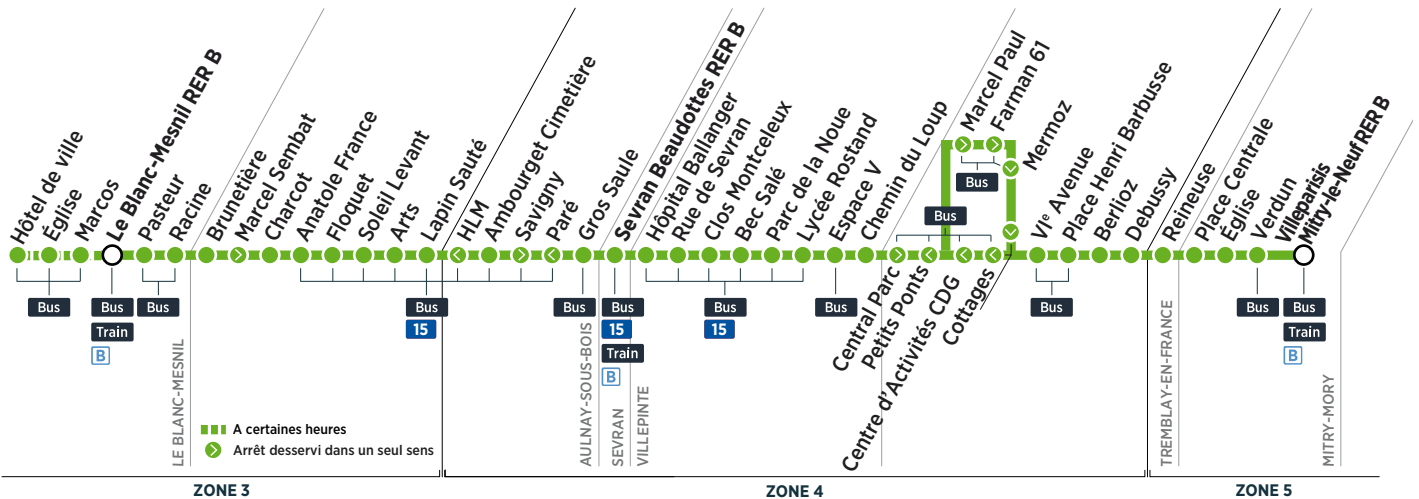 Hôtel de ville
Église
Marcos
Le Blanc-Mesnil RER B
Pasteur
Racine
Brunetière
Marcel Sembat
Charcot
Anatole France
Floquet
Soleil Levant
Arts
Lapin Sauté
HLM
Ambourget Cimetière
Savigny
Paré
Gros Saule
Sevran Beaudottes RER B
Hôpital Ballanger
Rue de Sevran
Clos Montceleux
Bec Salé
Parc de la Noue
Lycée Rostand
Espace V
Chemin du Loup
Central Parc
Petits Ponts
Centre d'Activités CDG
Cottages
Marcel Paul
Farman 61
Mermoz
VIe Avenue
Place Henri Barbusse
Berlioz
Debussy
Reineuse
Place Centrale
Église
Verdun
Villeparisis
Mitry-le-Neuf RER B
Bus
Bus
Bus
Train
B
Bus
Bus
15
Bus
Bus
15
Train
B
Bus
15
Bus
Bus
Bus
Bus
Bus
Bus
Train
B
LE BLANC-MESNIL
AULNAY-SOUS-BOIS
SEVRAN
VILLEPINTE
TREMBLAY-EN-FRANCE
MITRY-MORY
A certaines heures
Arrêt desservi dans un seul sens
ZONE 3
ZONE 4
ZONE 5